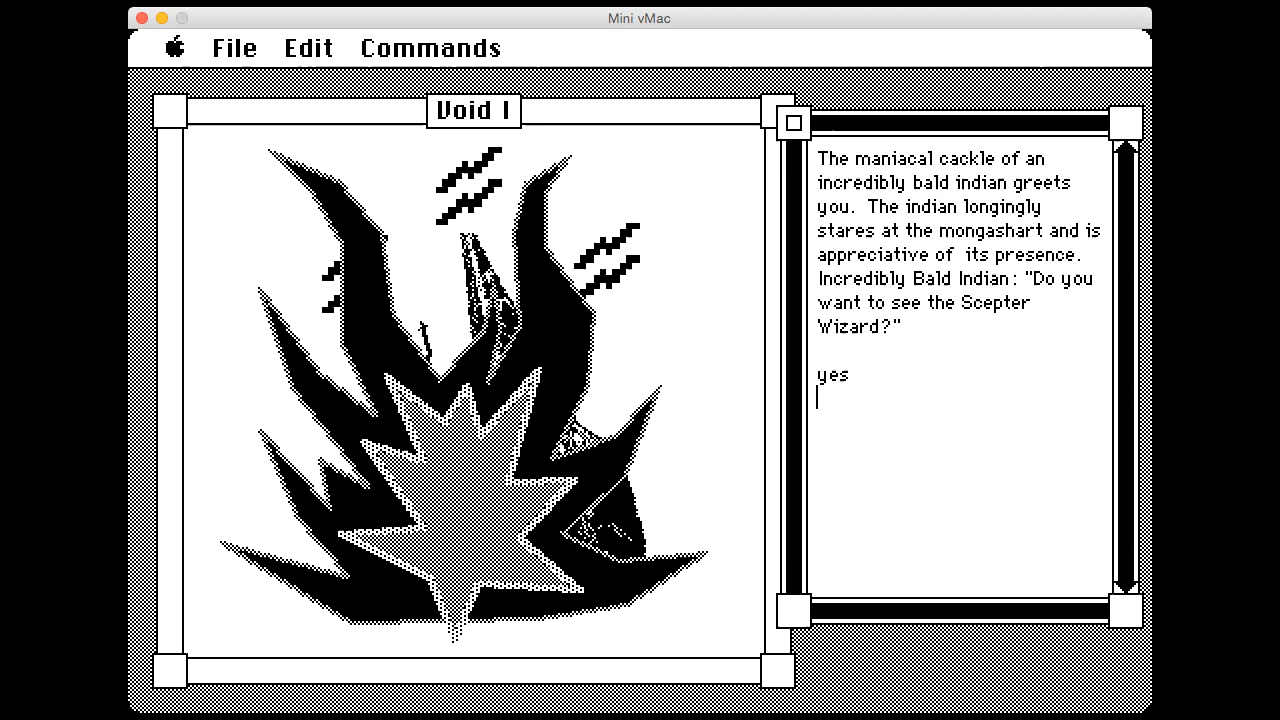 Mini vMac
File Edit Commands
Void I
The maniacal cackle of an
incredibly bald indian greets
you.  The indian longingly
stares at the mongashart and is
appreciative of  its presence.
Incredibly Bald Indian: "Do you
want to see the Scepter
Wizard?"
yes